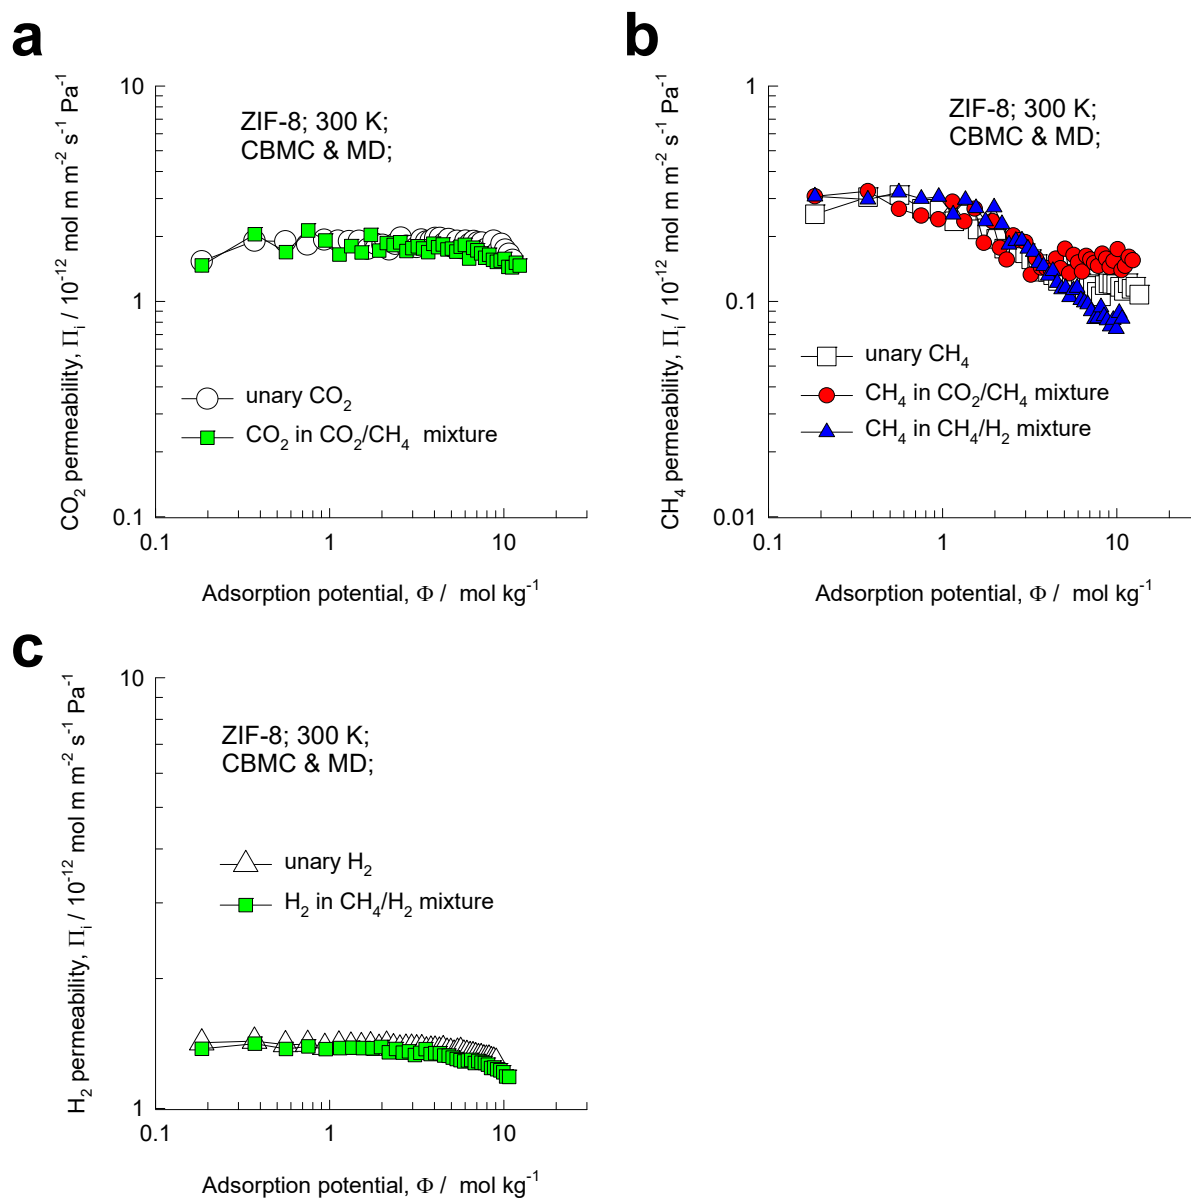 a
CO2 permeability, Πi / 10-12 mol m m-2 s-1 Pa-1
10
1
0.1
ZIF-8; 300 K;
CBMC & MD;
unary CO2
CO2 in CO2/CH4 mixture
0.1 1 10
Adsorption potential, Φ / mol kg-1
b
CH4 permeability, Πi / 10-12 mol m m-2 s-1 Pa-1
1
0.1
0.01
ZIF-8; 300 K;
CBMC & MD;
unary CH4
CH4 in CO2/CH4 mixture
CH4 in CH4/H2 mixture
0.1 1 10
Adsorption potential, Φ / mol kg-1
c
H2 permeability, Πi / 10-12 mol m m-2 s-1 Pa-1
10
1
ZIF-8; 300 K;
CBMC & MD;
unary H2
H2 in CH4/H2 mixture
0.1 1 10
Adsorption potential, Φ / mol kg-1